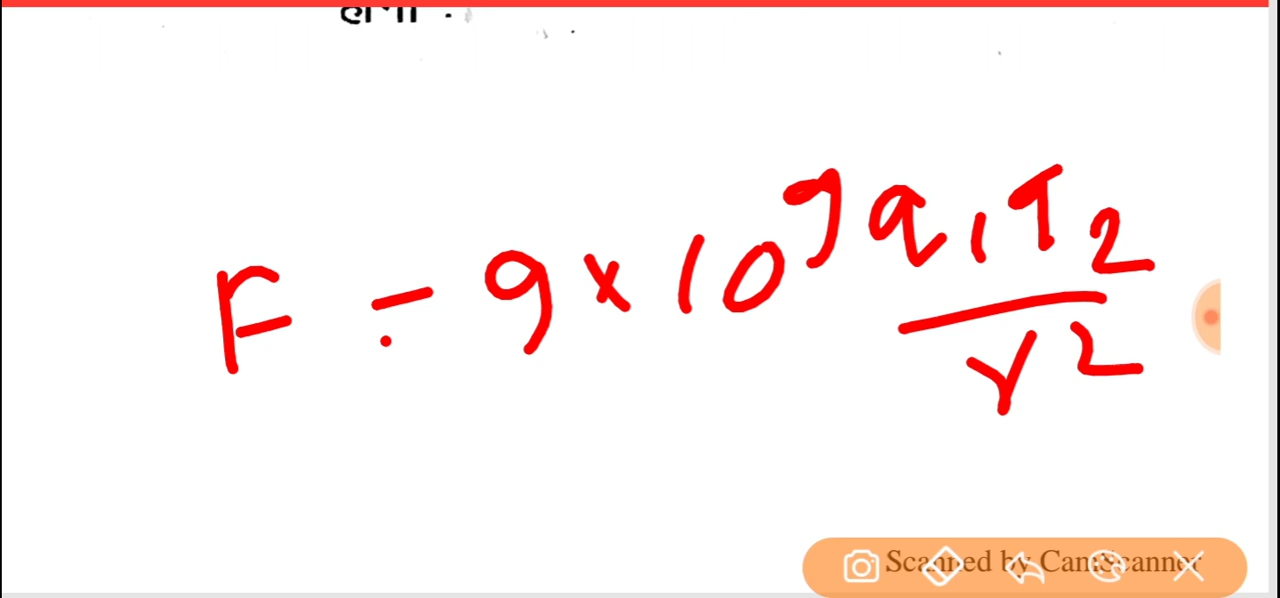 F = 9 × 10⁹ q₁q₂ / r²
Scanned by CamScanner